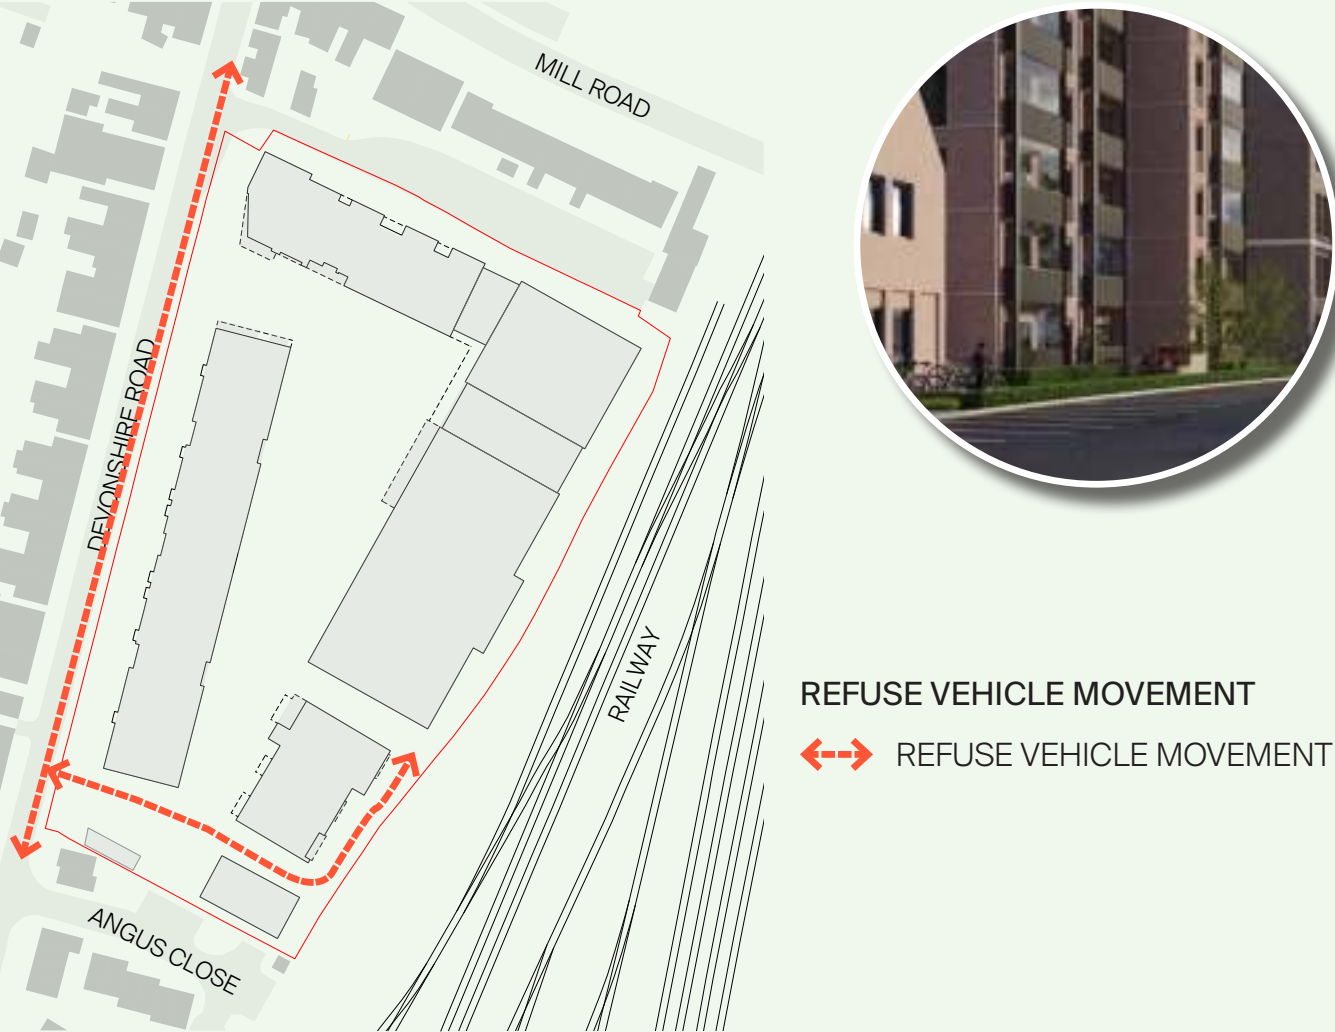 MILL ROAD
DEVONSHIRE ROAD
RAILWAY
ANGUS CLOSE
REFUSE VEHICLE MOVEMENT
REFUSE VEHICLE MOVEMENT